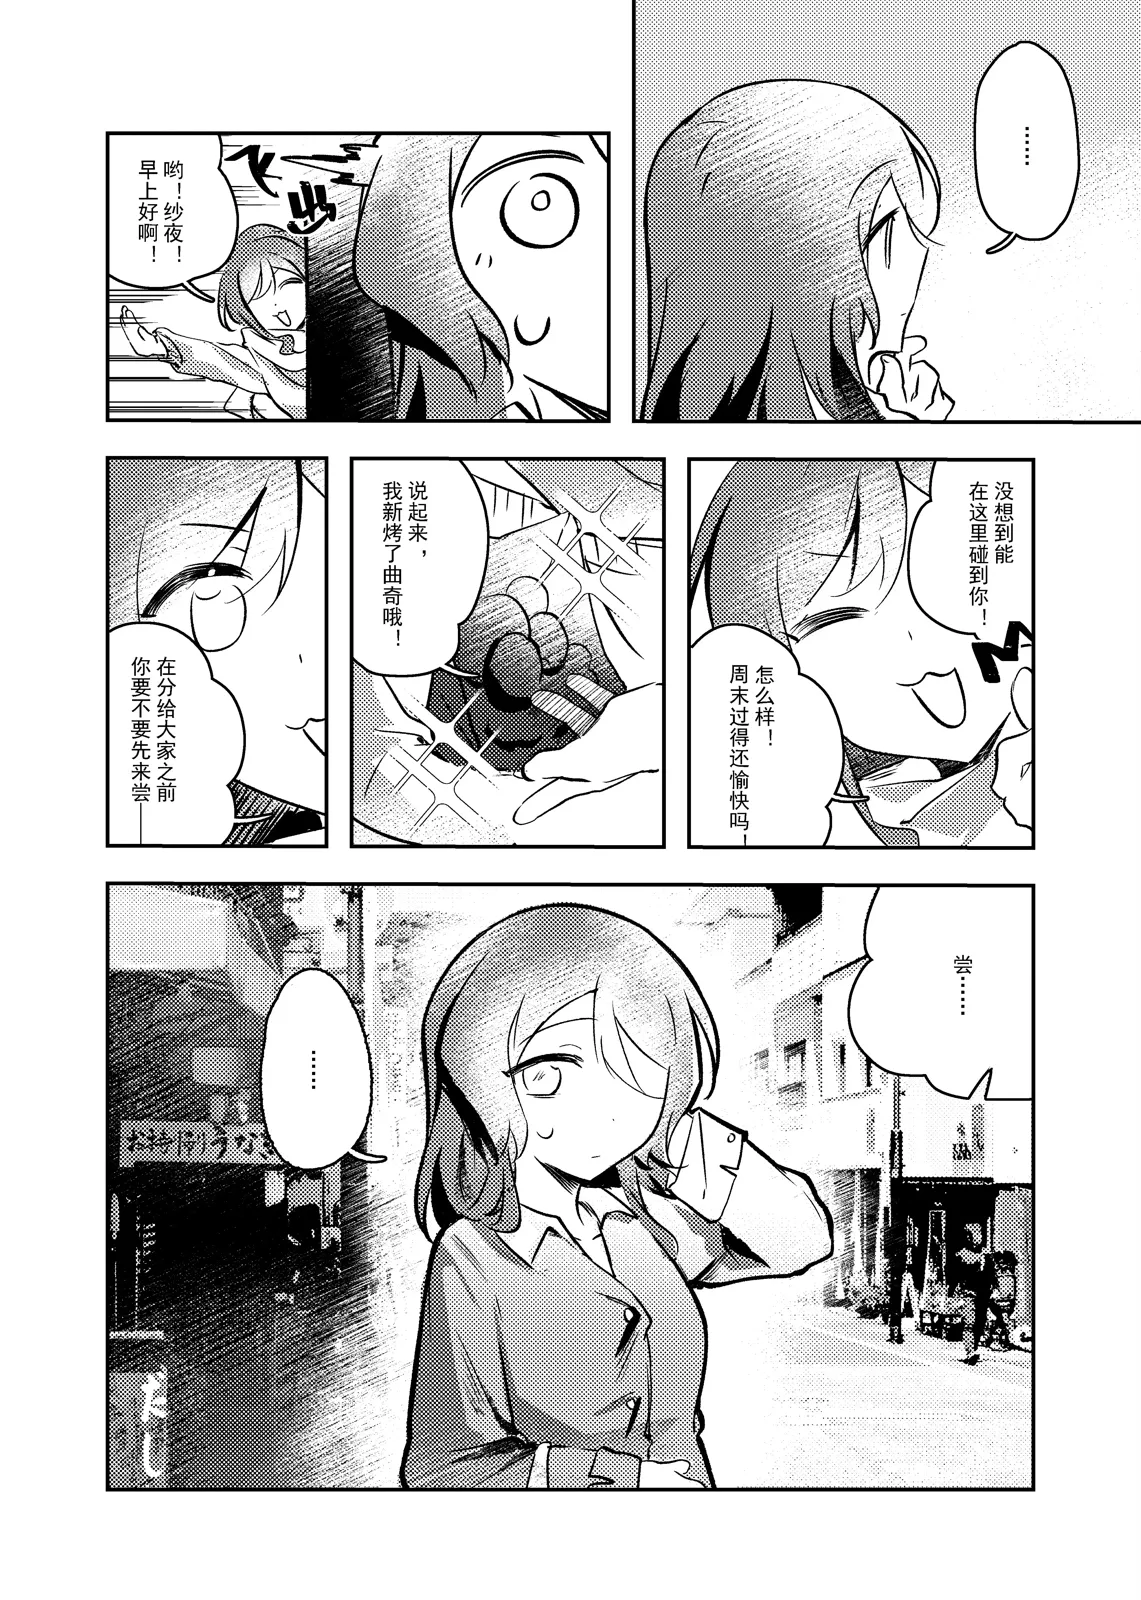 ……
哟！纱夜！
早上好啊！
没想到能
在这里碰到你！
怎么样！
周末过得还愉快吗！
说起来，
我新烤了曲奇哦！
在分给大家之前
你要不要先来尝——
尝……
……
だし